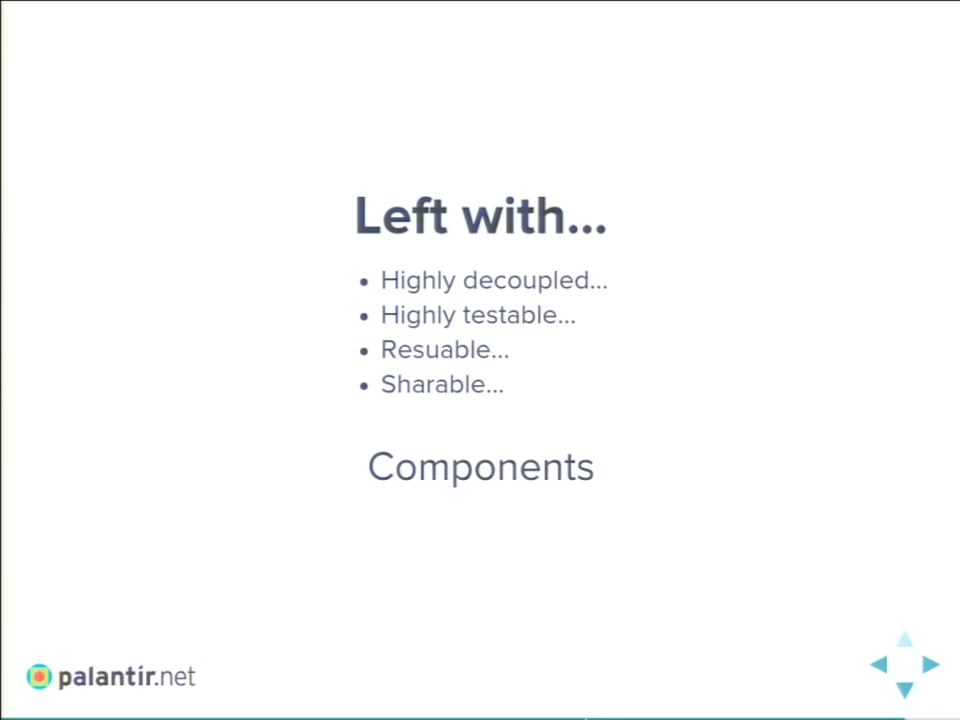 Left with...
• Highly decoupled...
• Highly testable...
• Resuable...
• Sharable...
Components
palantir.net